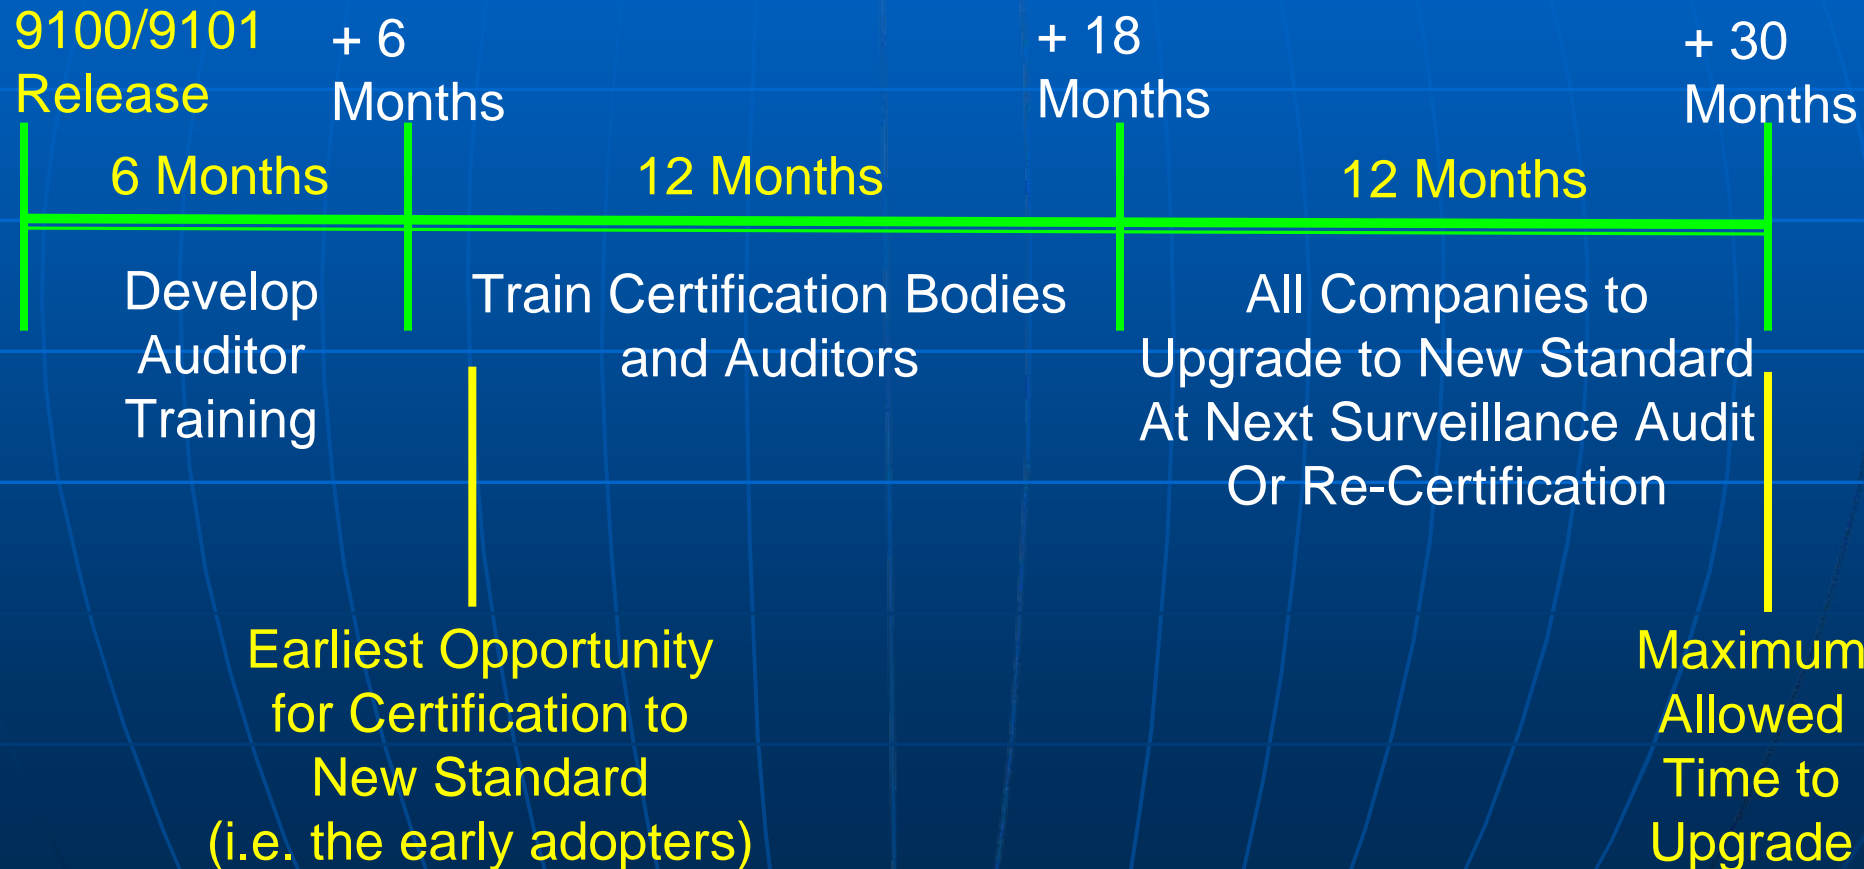 9100/9101
Release
+ 6
Months
+ 18
Months
+ 30
Months
6 Months
12 Months
12 Months
Develop
Auditor
Training
Train Certification Bodies
and Auditors
All Companies to
Upgrade to New Standard
At Next Surveillance Audit
Or Re-Certification
Earliest Opportunity
for Certification to
New Standard
(i.e. the early adopters)
Maximum
Allowed
Time to
Upgrade